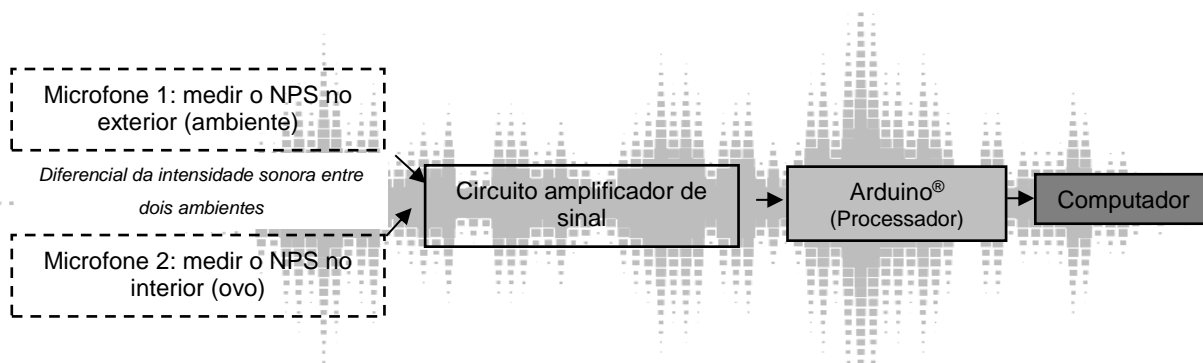 Microfone 1: medir o NPS no
exterior (ambiente)
Diferencial da intensidade sonora entre
dois ambientes
Microfone 2: medir o NPS no
interior (ovo)
Circuito amplificador de
sinal
Arduino®
(Processador)
Computador